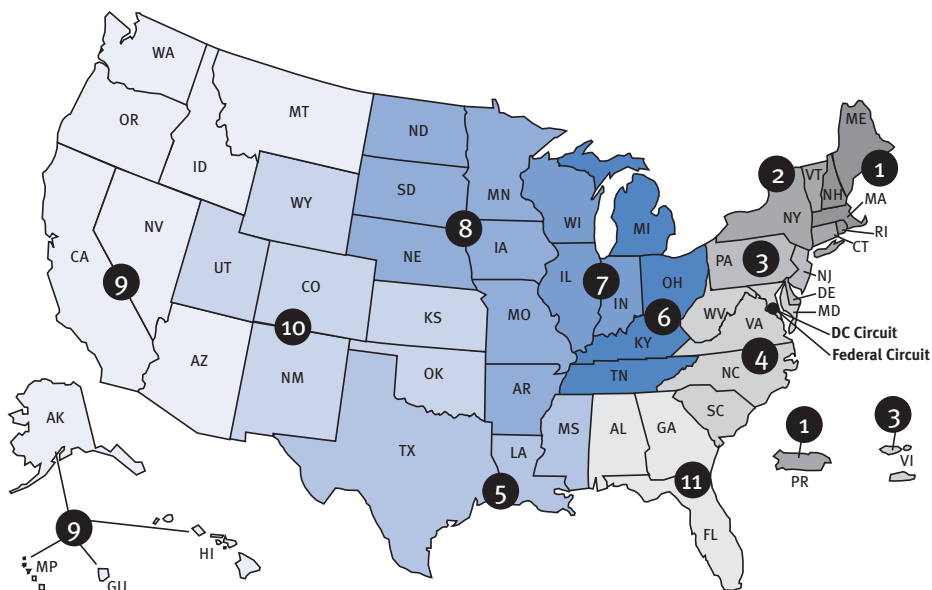 WA
MT
ND
ME
OR
MN
VT
NH
2
1
ID
SD
WI
MA
WY
MI
NY
RI
8
CT
NV
NE
IA
PA
3
CA
UT
IL
7
OH
NJ
9
CO
IN
DE
MO
WV
MD
10
KS
6
VA
DC Circuit
KY
Federal Circuit
AZ
NM
OK
TN
NC
4
AR
SC
AK
TX
MS
AL
GA
1
3
LA
VI
5
11
PR
9
FL
HI
MP
GU